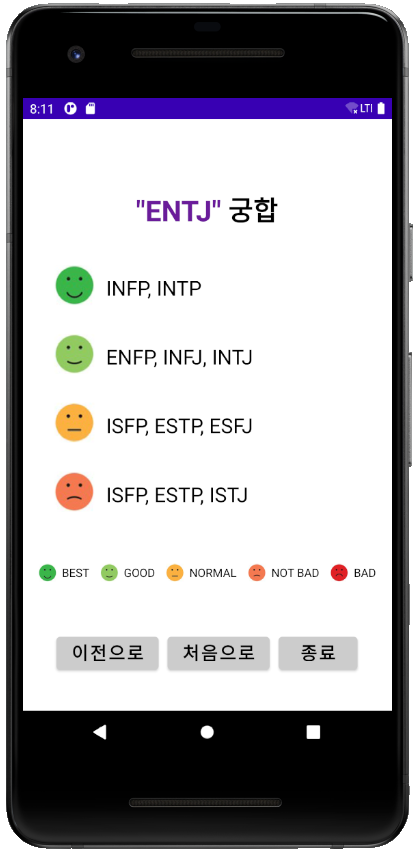 8:11 LTE
"ENTJ" 궁합
INFP, INTP
ENFP, INFJ, INTJ
ISFP, ESTP, ESFJ
ISFP, ESTP, ISTJ
BEST GOOD NORMAL NOT BAD BAD
이전으로 처음으로 종료